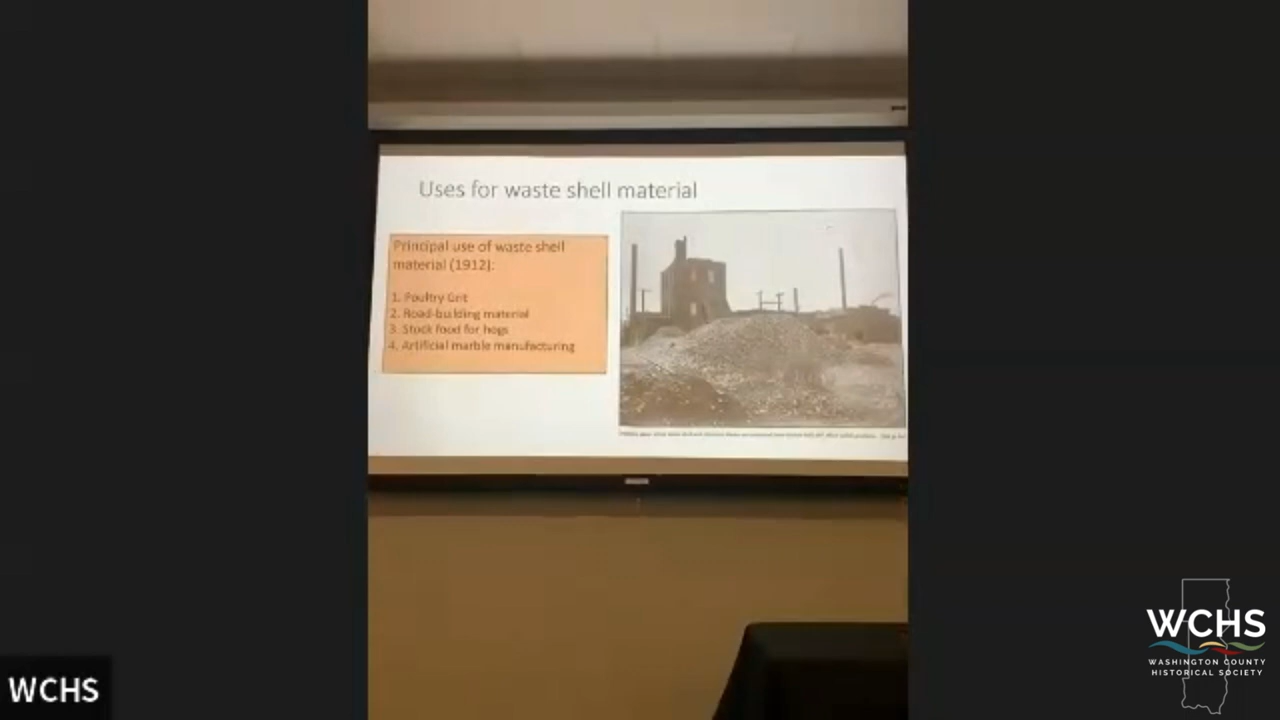 Uses for waste shell material
Principal use of waste shell
material (1912):
1. Poultry Grit
2. Road-building material
3. Stock food for hogs
4. Artificial marble manufacturing
WCHS
WCHS
WASHINGTON COUNTY
HISTORICAL SOCIETY